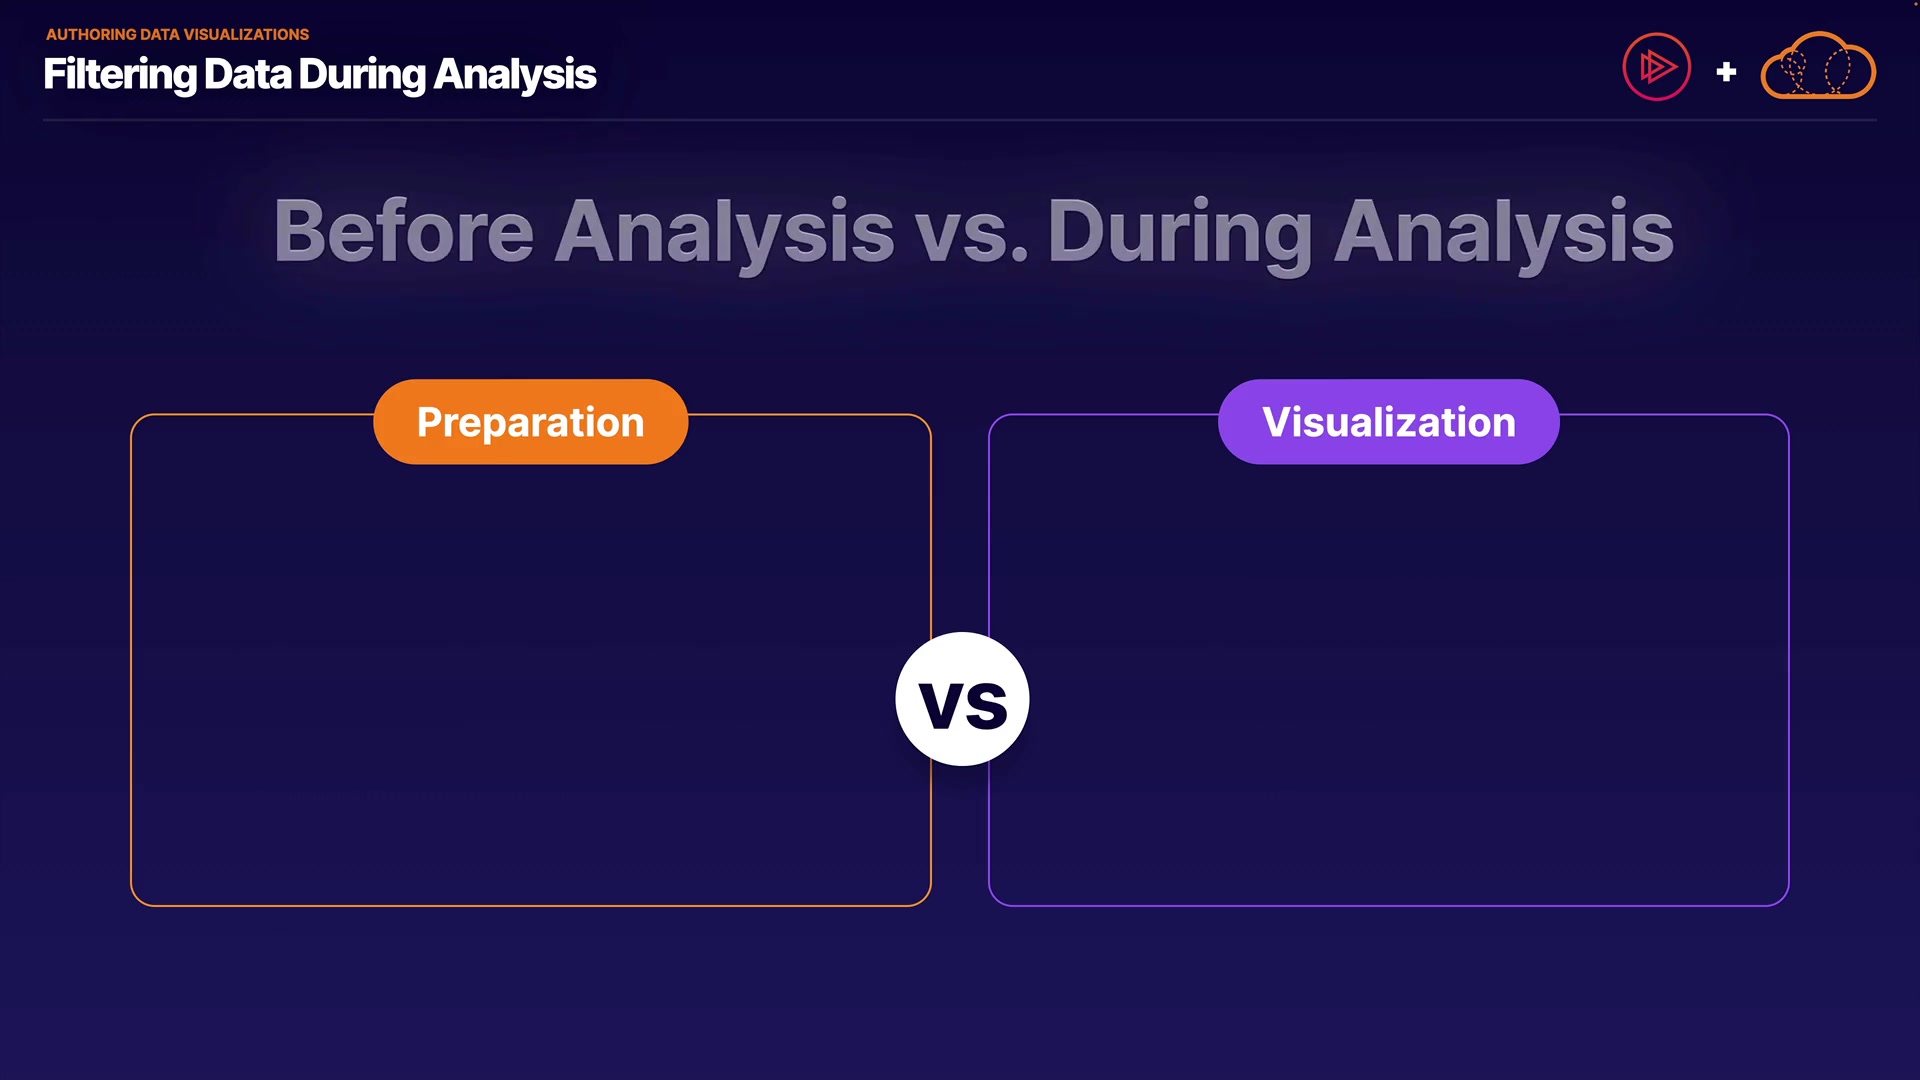 AUTHORING DATA VISUALIZATIONS
Filtering Data During Analysis
+
Before Analysis vs. During Analysis
Preparation
Visualization
vs